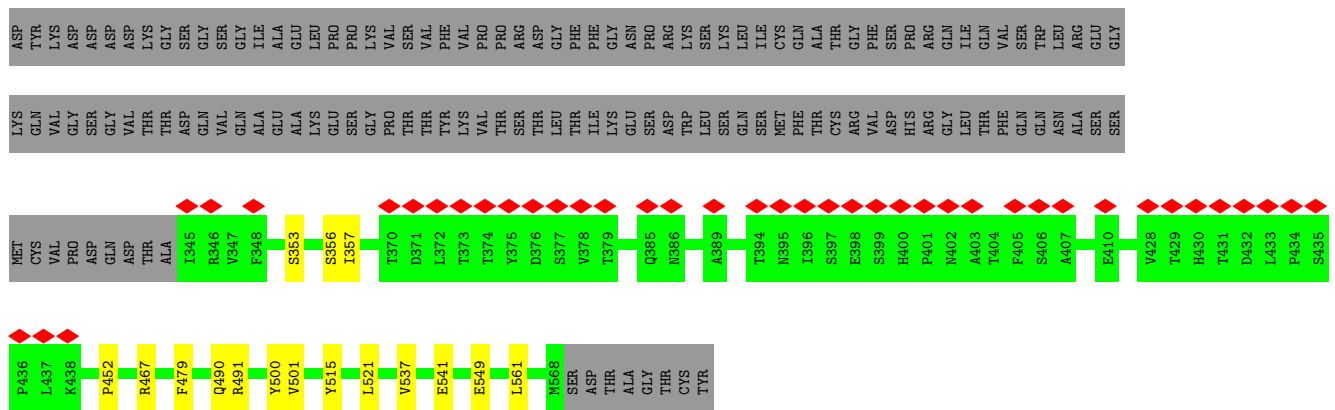 ASP TYR LYS ASP ASP ASP ASP LYS GLY SER GLY SER GLY ILE ALA GLU LEU PRO PRO LYS VAL SER VAL PHE VAL PRO PRO ARG ASP GLY PHE PHE GLY ASN PRO ARG LYS SER LYS LEU ILE CYS GLN ALA THR GLY PHE SER PRO ARG GLN ILE GLN VAL SER TRP LEU ARG GLU GLY
LYS GLN VAL GLY SER GLY VAL THR THR ASP GLN VAL GLN ALA GLU ALA LYS GLU SER GLY PRO THR THR TYR LYS VAL THR SER THR LEU THR ILE LYS GLU SER ASP TRP LEU SER GLN SER MET PHE THR CYS ARG VAL ASP HIS ARG GLY LEU THR PHE GLN GLN ASN ALA SER SER
MET CYS VAL PRO ASP GLN ASP THR ALA I345 R346 V347 F348 S353 S356 I357 T370 D371 L372 T373 T374 Y375 D376 S377 V378 T379 Q385 N386 A389 T394 N395 I396 S397 E398 S399 H400 P401 N402 A403 T404 F405 S406 A407 E410 V428 T429 H430 T431 D432 L433 P434 S435
P436 L437 K438 P452 R467 F479 Q490 R491 Y500 V501 Y515 L521 V537 E541 E549 L561 M568 SER ASP THR ALA GLY THR CYS TYR